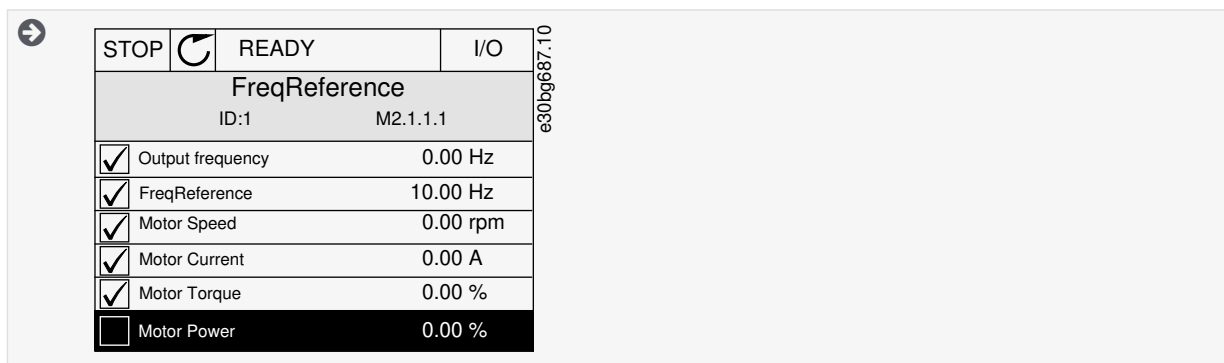 STOP READY I/O
FreqReference
ID:1 M2.1.1.1
Output frequency 0.00 Hz
FreqReference 10.00 Hz
Motor Speed 0.00 rpm
Motor Current 0.00 A
Motor Torque 0.00 %
Motor Power 0.00 %
e30bg687.10